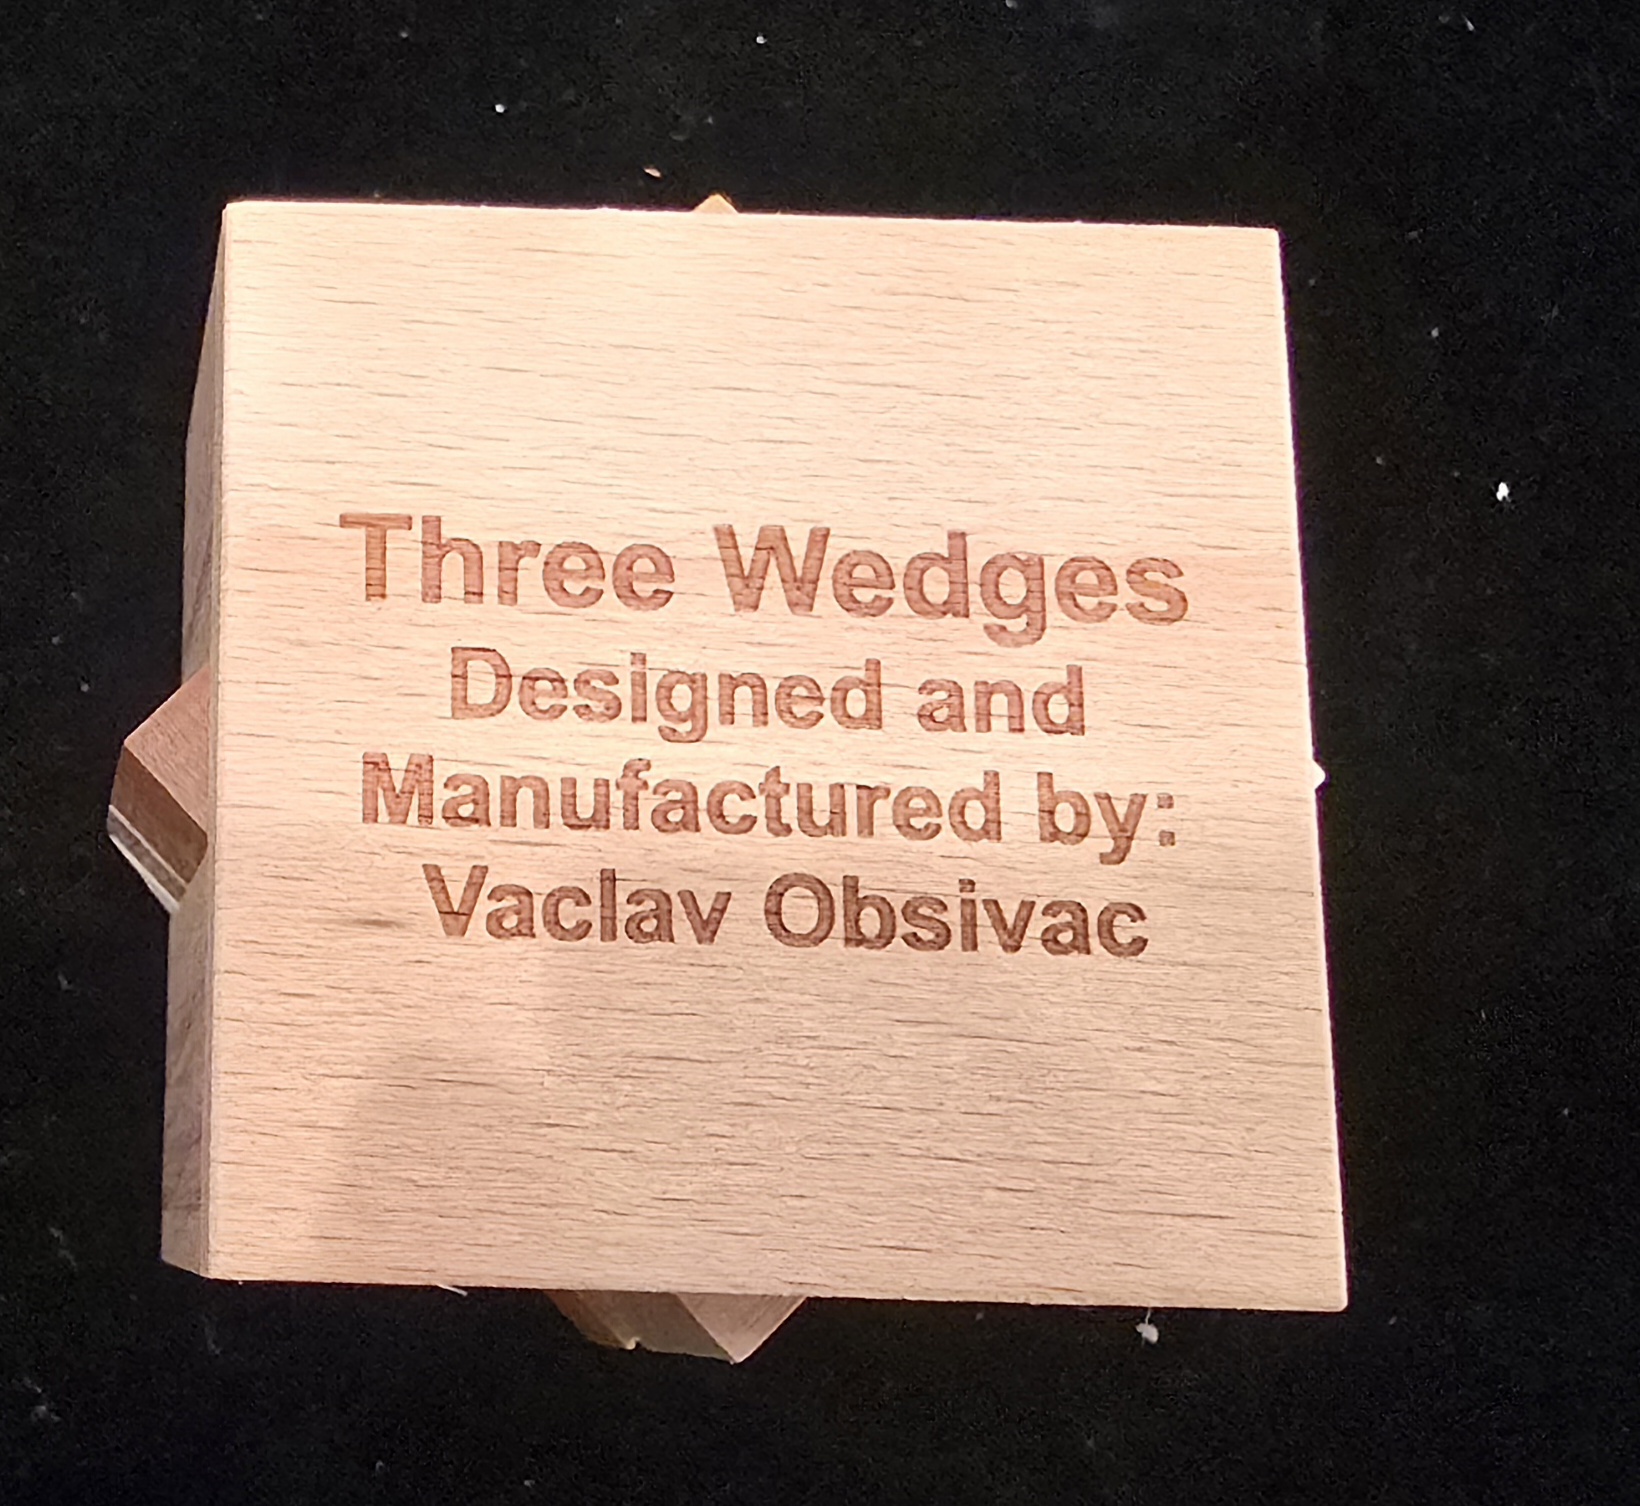 Three Wedges
Designed and
Manufactured by:
Vaclav Obsivac